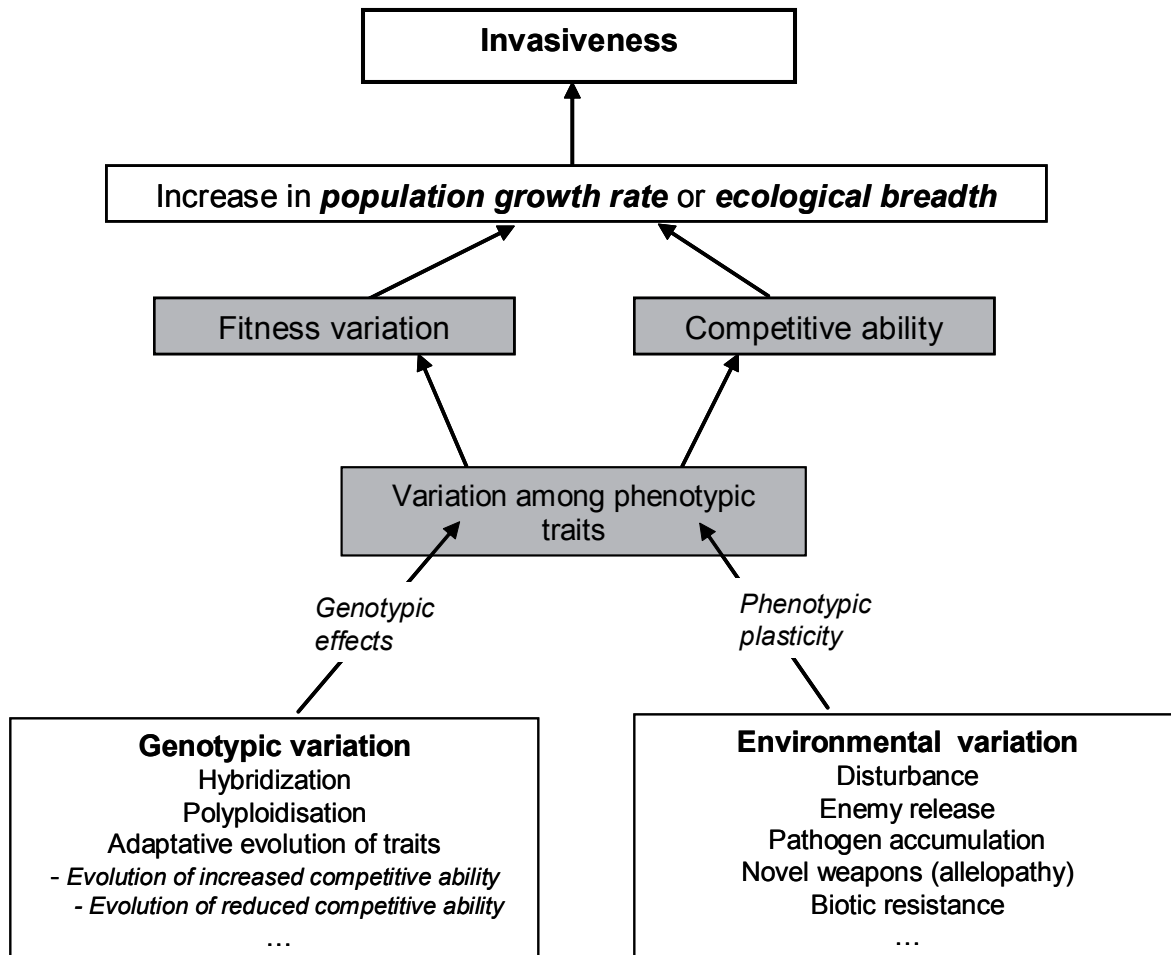 Invasiveness
Increase in population growth rate or ecological breadth
Fitness variation
Competitive ability
Variation among phenotypic
traits
Genotypic
effects
Phenotypic
plasticity
Genotypic variation
Hybridization
Polyploidisation
Adaptative evolution of traits
- Evolution of increased competitive ability
- Evolution of reduced competitive ability
...
Environmental variation
Disturbance
Enemy release
Pathogen accumulation
Novel weapons (allelopathy)
Biotic resistance
...